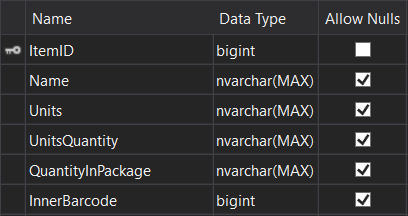 Name Data Type Allow Nulls
ItemID bigint
Name nvarchar(MAX)
Units nvarchar(MAX)
UnitsQuantity nvarchar(MAX)
QuantityInPackage nvarchar(MAX)
InnerBarcode bigint